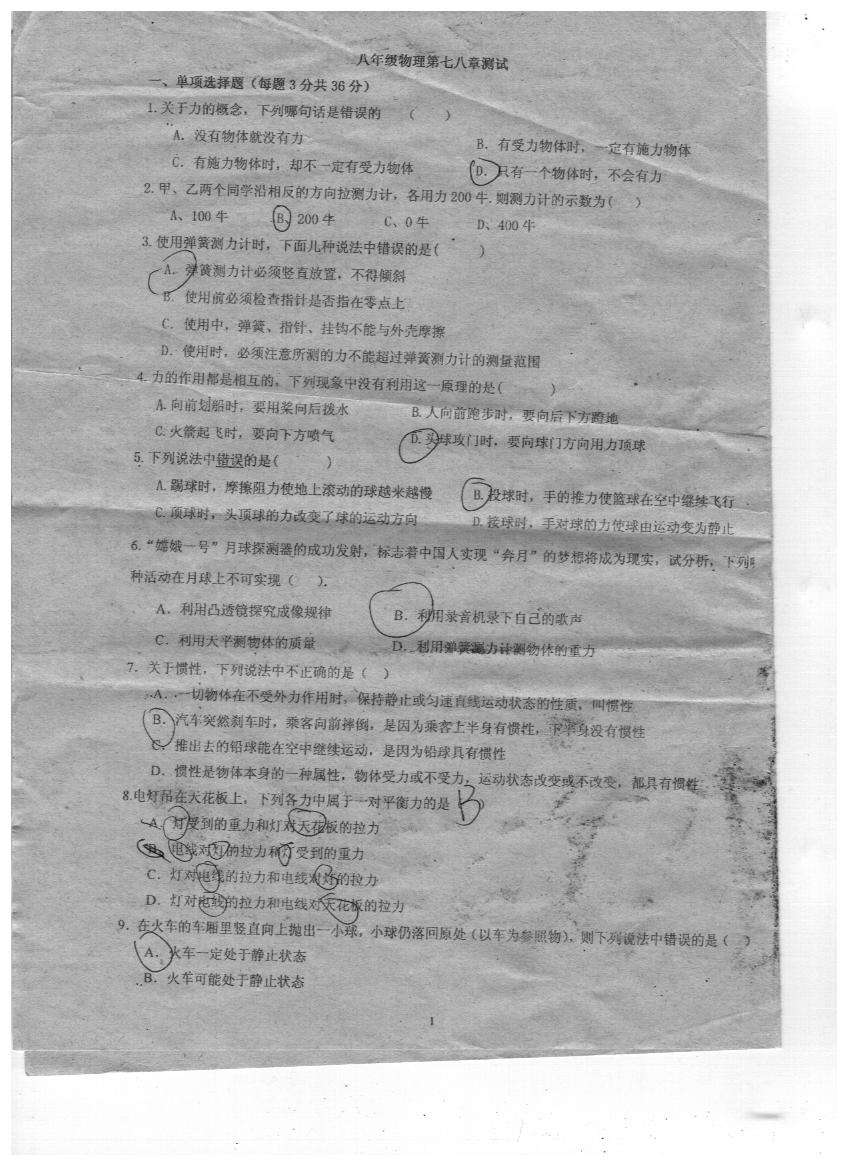 八年级物理第七八章测试
一、单项选择题（每题3分共36分）
1.关于力的概念，下列哪句话是错误的 （ ）
A．没有物体就没有力 B．有受力物体时，一定有施力物体
C．有施力物体时，却不一定有受力物体 D．只有一个物体时，不会有力
2.甲、乙两个同学沿相反的方向拉测力计，各用力200牛.则测力计的示数为( )
A、100牛 B、200牛 C、0牛 D、400牛
3.使用弹簧测力计时，下面几种说法中错误的是( )
A．弹簧测力计必须竖直放置，不得倾斜
B．使用前必须检查指针是否指在零点上
C．使用中，弹簧、指针、挂钩不能与外壳摩擦
D．使用时，必须注意所测的力不能超过弹簧测力计的测量范围
4.力的作用都是相互的，下列现象中没有利用这一原理的是( )
A.向前划船时，要用桨向后拨水 B.人向前跑步时，要向后下方蹬地
C.火箭起飞时，要向下方喷气 D.头球攻门时，要向球门方向用力顶球
5.下列说法中错误的是( )
A.踢球时，摩擦阻力使地上滚动的球越来越慢 B.投球时，手的推力使篮球在空中继续飞行
C.顶球时，头顶球的力改变了球的运动方向 D.接球时，手对球的力使球由运动变为静止
6.“嫦娥一号”月球探测器的成功发射，标志着中国人实现“奔月”的梦想将成为现实，试分析，下列
种活动在月球上不可实现（ ）.
A．利用凸透镜探究成像规律 B．利用录音机录下自己的歌声
C．利用天平测物体的质量 D．利用弹簧测力计测物体的重力
7．关于惯性，下列说法中不正确的是（ ）
A．一切物体在不受外力作用时，保持静止或匀速直线运动状态的性质，叫惯性
B．汽车突然刹车时，乘客向前摔倒，是因为乘客上半身有惯性，下半身没有惯性
C．推出去的铅球能在空中继续运动，是因为铅球具有惯性
D．惯性是物体本身的一种属性，物体受力或不受力，运动状态改变或不改变，都具有惯性
8.电灯吊在天花板上，下列各力中属于一对平衡力的是（B）
A．灯受到的重力和灯对天花板的拉力
B．电线对灯的拉力和灯受到的重力
C．灯对电线的拉力和电线对灯的拉力
D．灯对电线的拉力和电线对天花板的拉力
9．在火车的车厢里竖直向上抛出一小球，小球仍落回原处（以车为参照物），则下列说法中错误的是（ ）
A．火车一定处于静止状态
B．火车可能处于静止状态
1